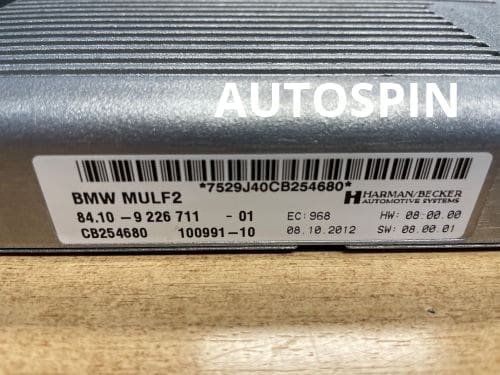 AUTOSPIN
*7529J40CB254680*
BMW MULF2
HARMAN/BECKER
AUTOMOTIVE SYSTEMS
84.10 -9 226 711 -01 EC: 968 HW: 08.00.00
CB254680 100991-10 08.10.2012 SW: 08.00.01